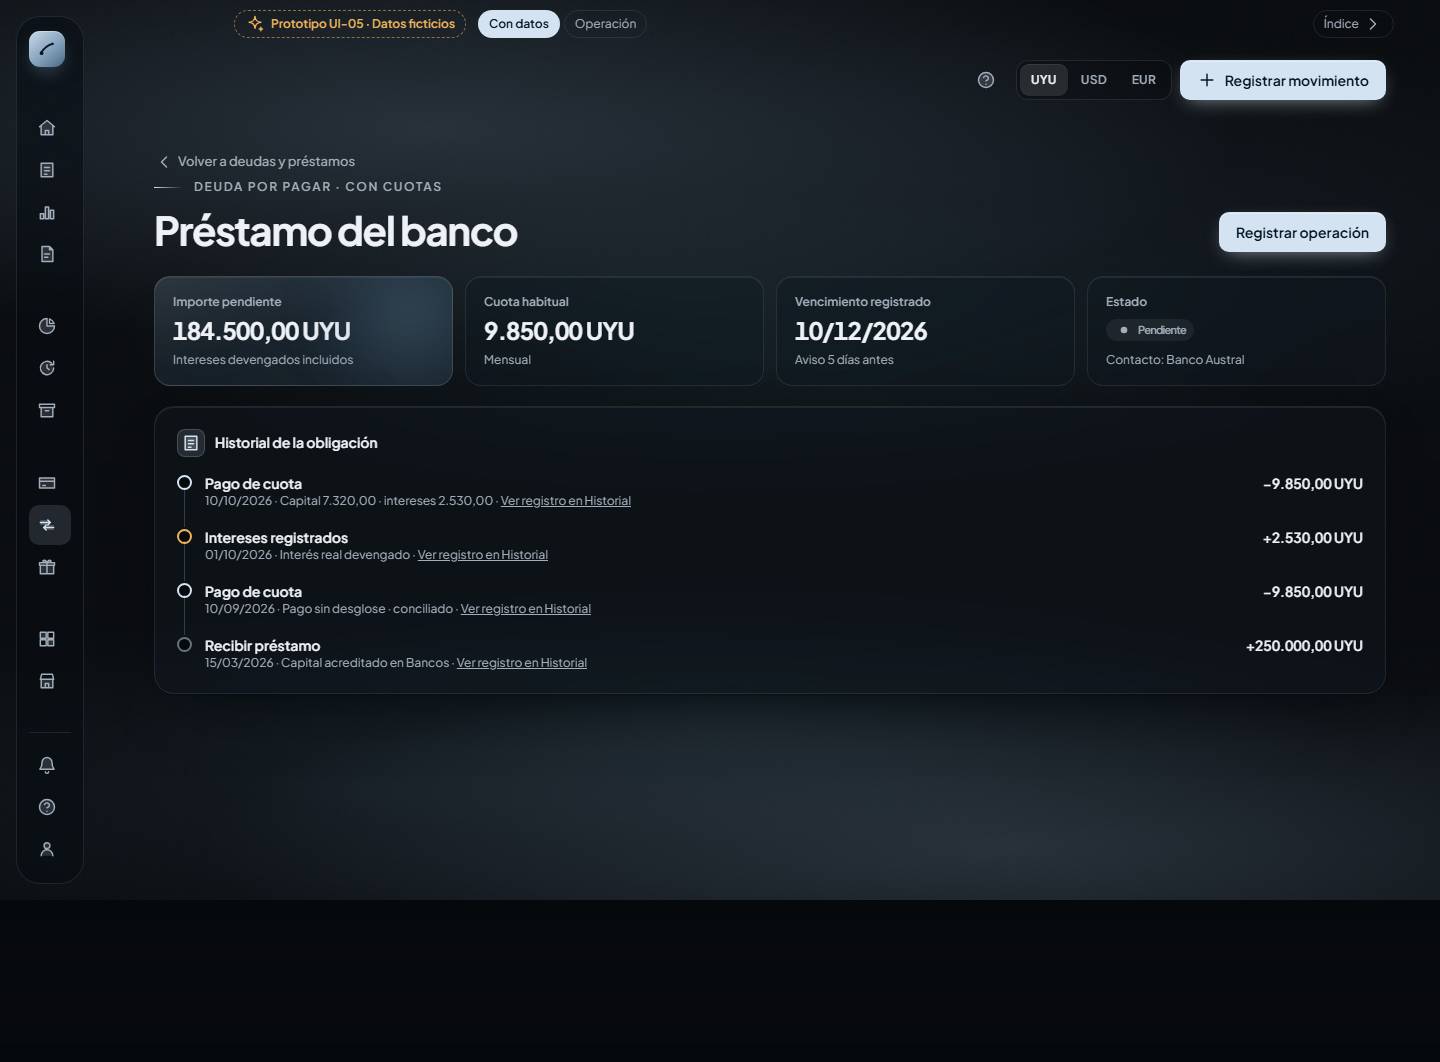 Prototipo UI-05 · Datos ficticios
Con datos
Operación
Índice
UYU
USD
EUR
Registrar movimiento
Volver a deudas y préstamos
DEUDA POR PAGAR · CON CUOTAS
Préstamo del banco
Registrar operación
Importe pendiente
184.500,00 UYU
Intereses devengados incluidos
Cuota habitual
9.850,00 UYU
Mensual
Vencimiento registrado
10/12/2026
Aviso 5 días antes
Estado
Pendiente
Contacto: Banco Austral
Historial de la obligación
Pago de cuota
−9.850,00 UYU
10/10/2026 · Capital 7.320,00 · intereses 2.530,00 · Ver registro en Historial
Intereses registrados
+2.530,00 UYU
01/10/2026 · Interés real devengado · Ver registro en Historial
Pago de cuota
−9.850,00 UYU
10/09/2026 · Pago sin desglose · conciliado · Ver registro en Historial
Recibir préstamo
+250.000,00 UYU
15/03/2026 · Capital acreditado en Bancos · Ver registro en Historial